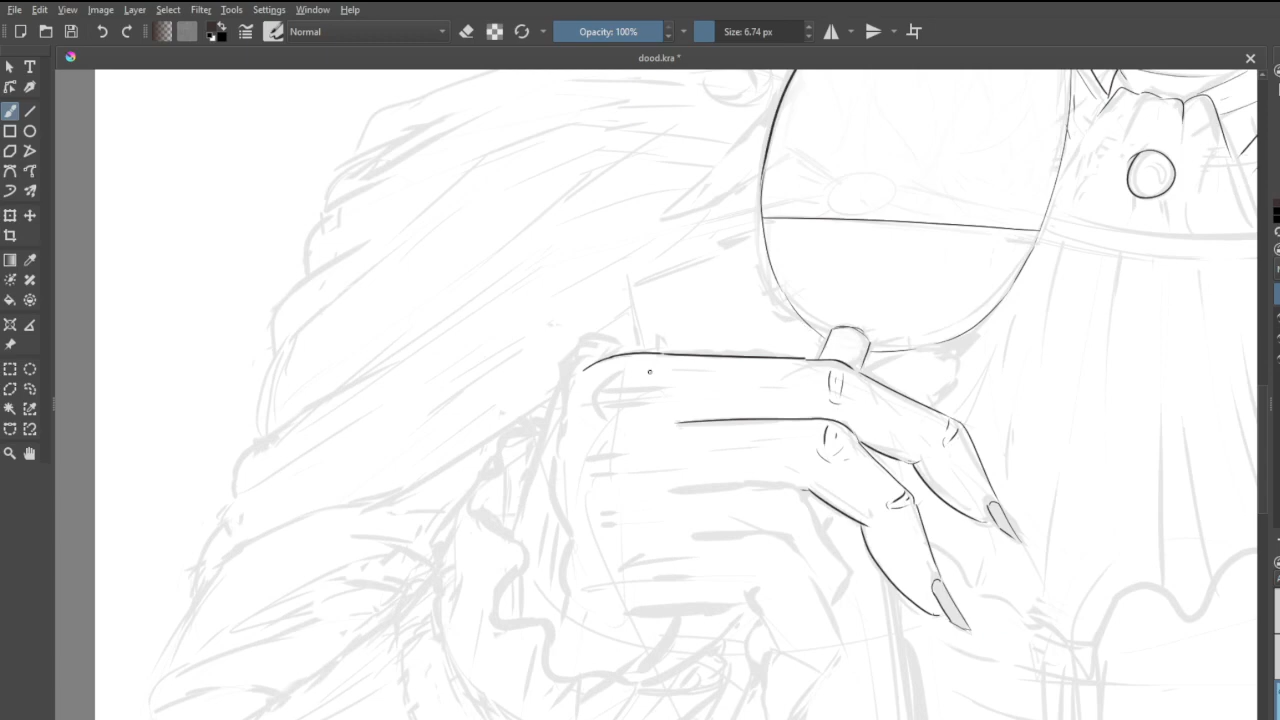 File Edit View Image Layer Select Filter Tools Settings Window Help
Normal Opacity: 100% Size: 6.74 px
dood.kra *